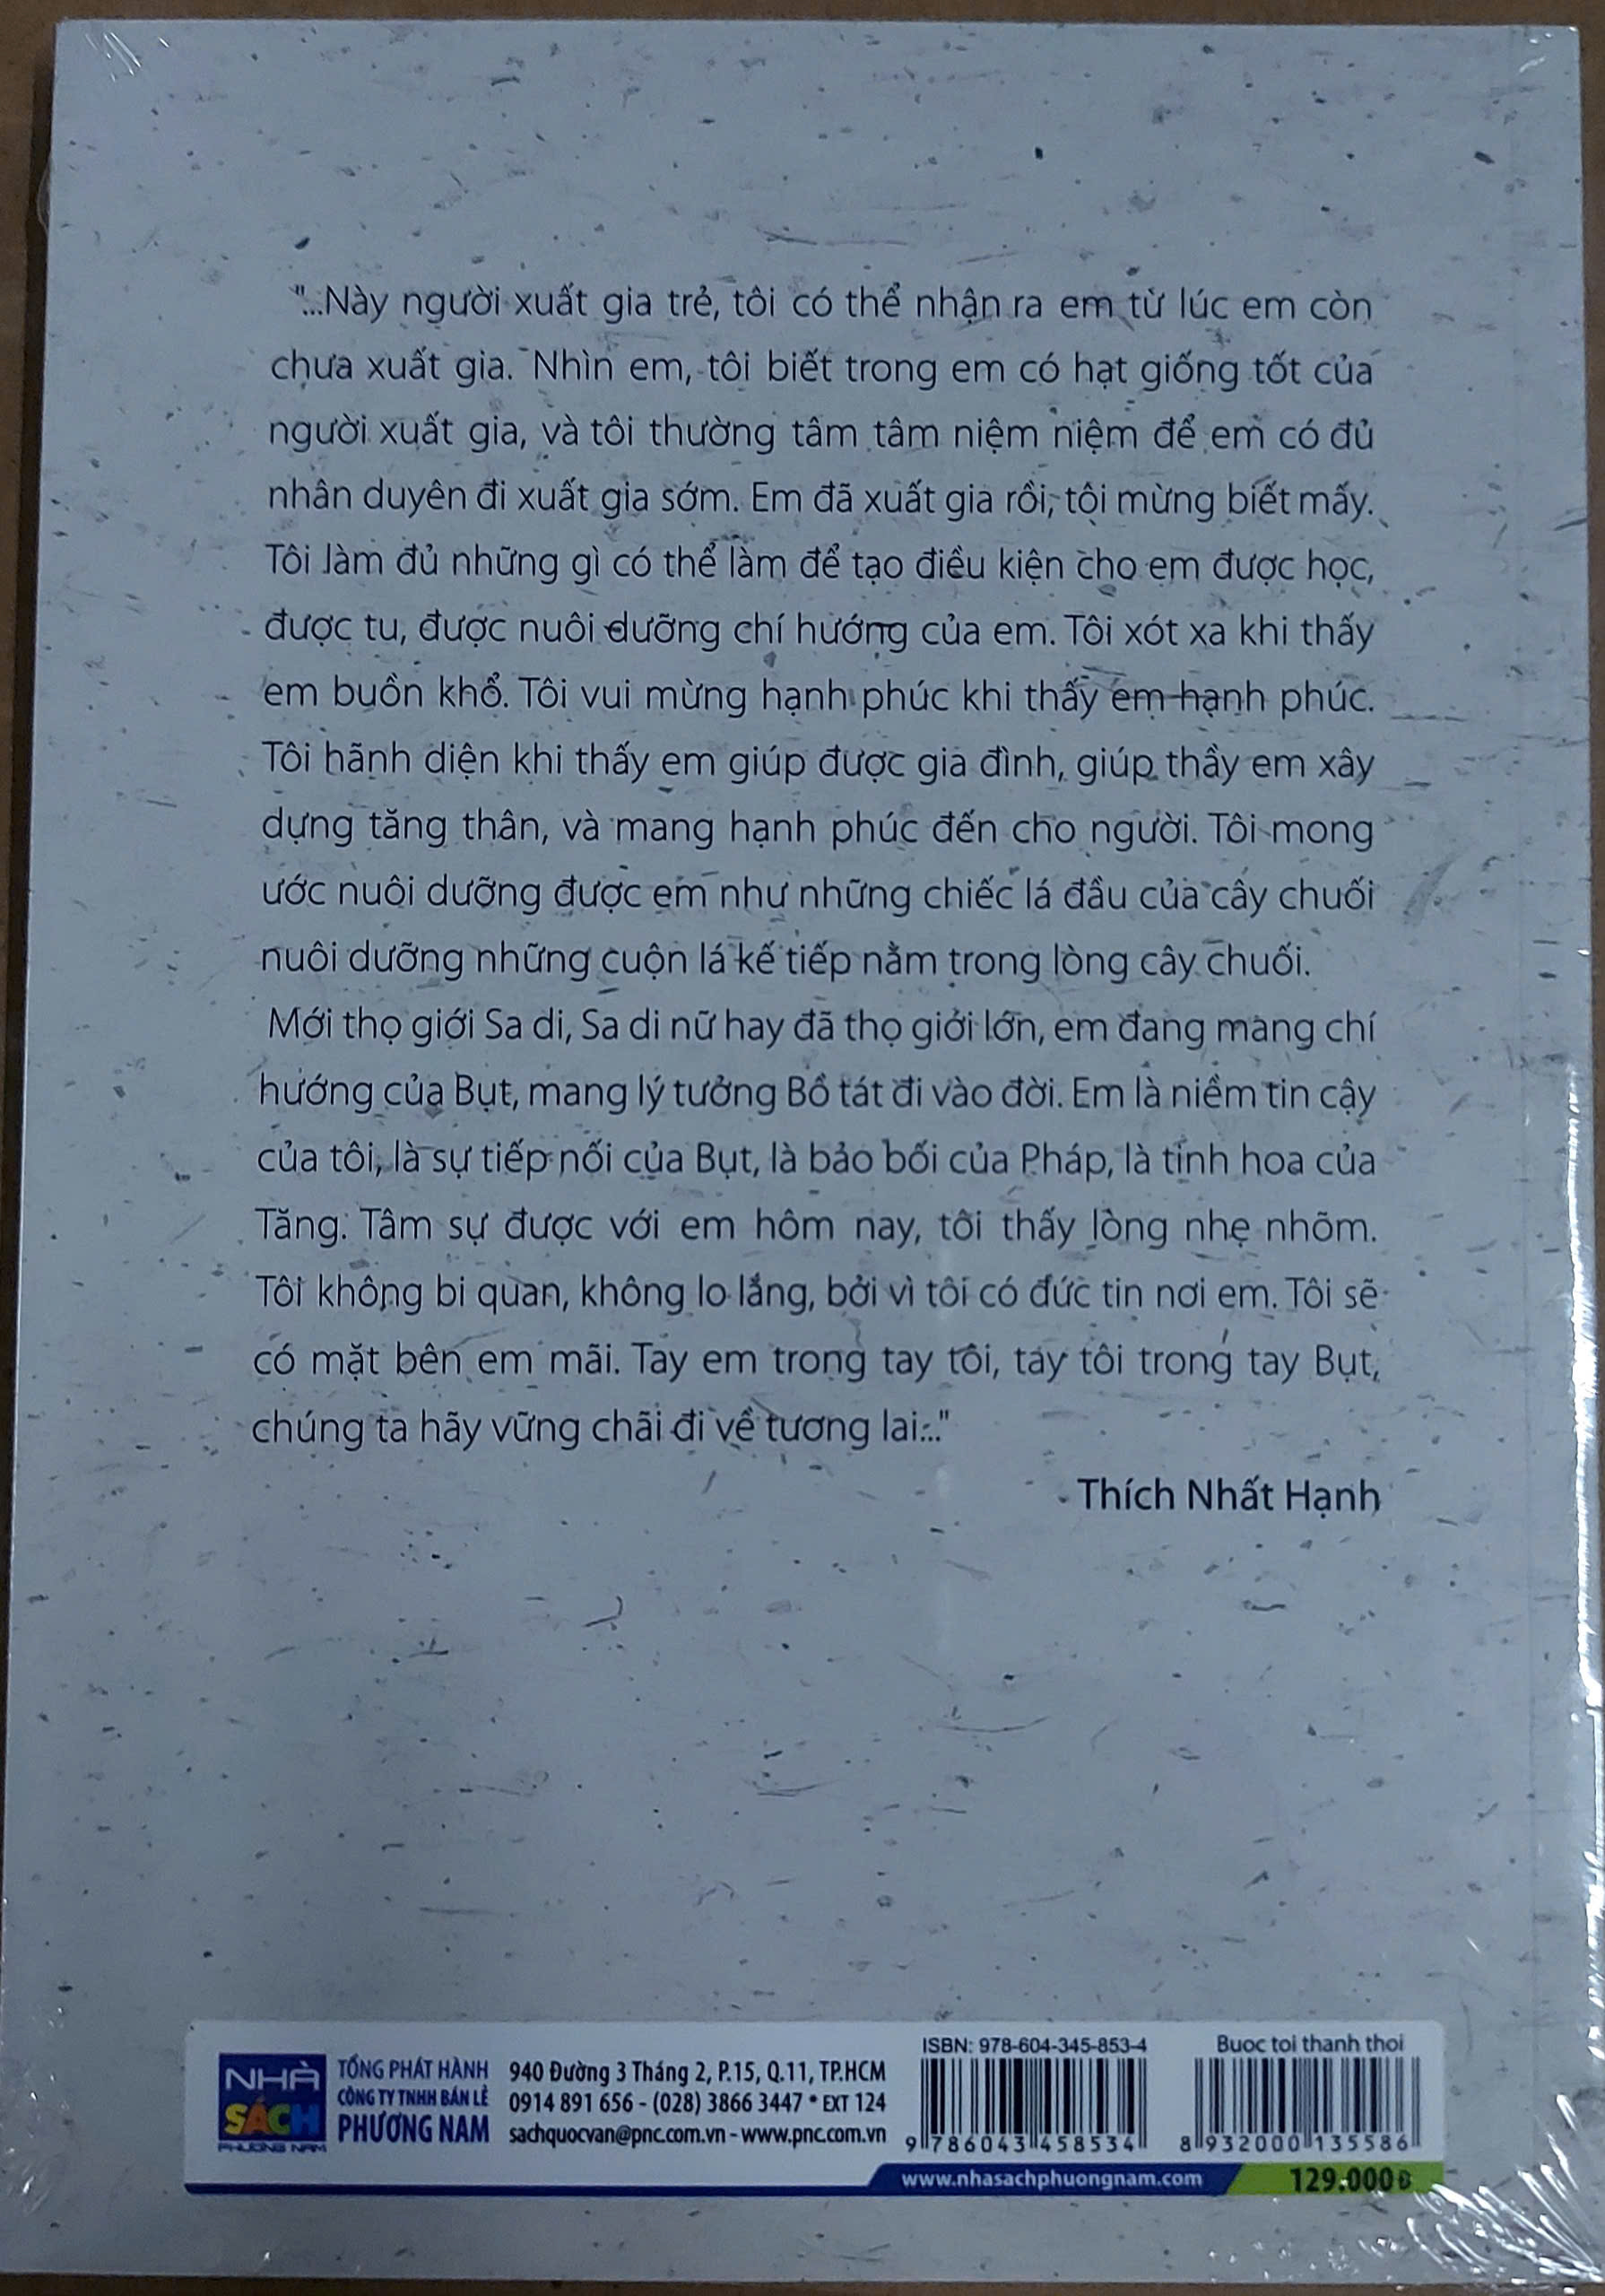 "...Này người xuất gia trẻ, tôi có thể nhận ra em từ lúc em còn
chưa xuất gia. Nhìn em, tôi biết trong em có hạt giống tốt của
người xuất gia, và tôi thường tâm tâm niệm niệm để em có đủ
nhân duyên đi xuất gia sớm. Em đã xuất gia rồi, tôi mừng biết mấy.
Tôi làm đủ những gì có thể làm để tạo điều kiện cho em được học,
được tu, được nuôi dưỡng chí hướng của em. Tôi xót xa khi thấy
em buồn khổ. Tôi vui mừng hạnh phúc khi thấy em hạnh phúc.
Tôi hãnh diện khi thấy em giúp được gia đình, giúp thầy em xây
dựng tăng thân, và mang hạnh phúc đến cho người. Tôi mong
ước nuôi dưỡng được em như những chiếc lá đầu của cây chuối
nuôi dưỡng những cuộn lá kế tiếp nằm trong lòng cây chuối.
Mới thọ giới Sa di, Sa di nữ hay đã thọ giới lớn, em đang mang chí
hướng của Bụt, mang lý tưởng Bồ tát đi vào đời. Em là niềm tin cậy
của tôi, là sự tiếp nối của Bụt, là bảo bối của Pháp, là tinh hoa của
Tăng. Tâm sự được với em hôm nay, tôi thấy lòng nhẹ nhõm.
Tôi không bi quan, không lo lắng, bởi vì tôi có đức tin nơi em. Tôi sẽ
có mặt bên em mãi. Tay em trong tay tôi, tay tôi trong tay Bụt,
chúng ta hãy vững chãi đi về tương lai..."
Thích Nhất Hạnh
NHÀ
SÁCH
PHƯƠNG NAM
TỔNG PHÁT HÀNH
CÔNG TY TNHH BÁN LẺ
PHƯƠNG NAM
940 Đường 3 Tháng 2, P.15, Q.11, TP.HCM
0914 891 656 - (028) 3866 3447 * EXT 124
sachquocvan@pnc.com.vn - www.pnc.com.vn
ISBN: 978-604-345-853-4
9 786043 458534
Buoc toi thanh thoi
8 932000 135586
www.nhasachphuongnam.com
129.000đ